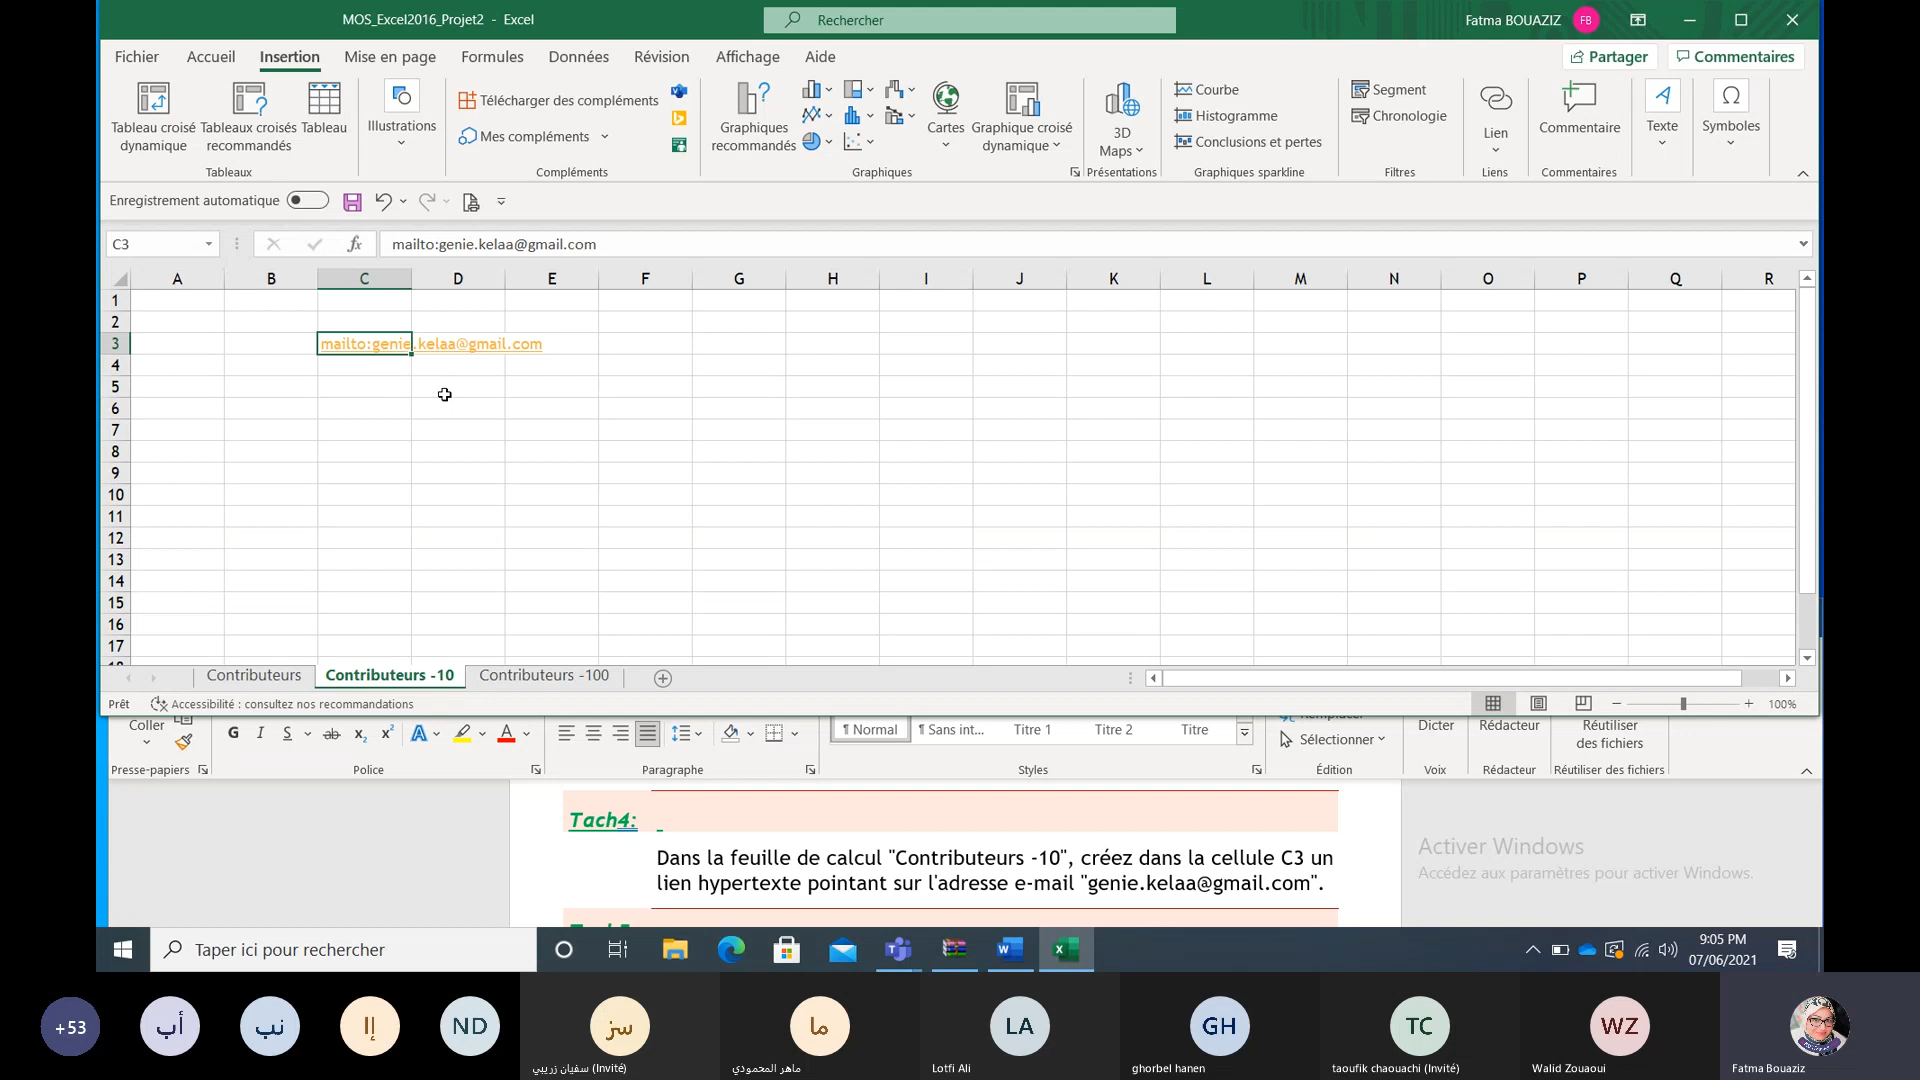 MOS_Excel2016_Projet2 - Excel
Rechercher
Fatma BOUAZIZ
FB
Fichier Accueil Insertion Mise en page Formules Données Révision Affichage Aide
Partager
Commentaires
Tableau croisé dynamique
Tableaux croisés recommandés
Tableau
Tableaux
Illustrations
Télécharger des compléments
Mes compléments
Compléments
Graphiques recommandés
Cartes
Graphique croisé dynamique
Graphiques
3D Maps
Présentations
Courbe
Histogramme
Conclusions et pertes
Graphiques sparkline
Segment
Chronologie
Filtres
Lien
Liens
Commentaire
Commentaires
Texte
Symboles
Enregistrement automatique
C3
fx
mailto:genie.kelaa@gmail.com
A B C D E F G H I J K L M N O P Q R
1
2
3
mailto:genie.kelaa@gmail.com
4
5
6
7
8
9
10
11
12
13
14
15
16
17
Contributeurs
Contributeurs -10
Contributeurs -100
Prêt
Accessibilité : consultez nos recommandations
100%
Coller
Presse-papiers
G I S ab x₂ x² A A
Police
Paragraphe
¶ Normal
¶ Sans int...
Titre 1
Titre 2
Titre
Styles
Remplacer
Sélectionner
Édition
Dicter
Voix
Rédacteur
Rédacteur
Réutiliser des fichiers
Réutiliser des fichiers
Tach4:
Dans la feuille de calcul "Contributeurs -10", créez dans la cellule C3 un
lien hypertexte pointant sur l'adresse e-mail "genie.kelaa@gmail.com".
Activer Windows
Accédez aux paramètres pour activer Windows.
Taper ici pour rechercher
9:05 PM
07/06/2021
+53
أب
نب
إا
ND
سز
سفيان زريبي (Invité)
ما
ماهر المحمودي
LA
Lotfi Ali
GH
ghorbel hanen
TC
taoufik chaouachi (Invité)
WZ
Walid Zouaoui
Fatma Bouaziz